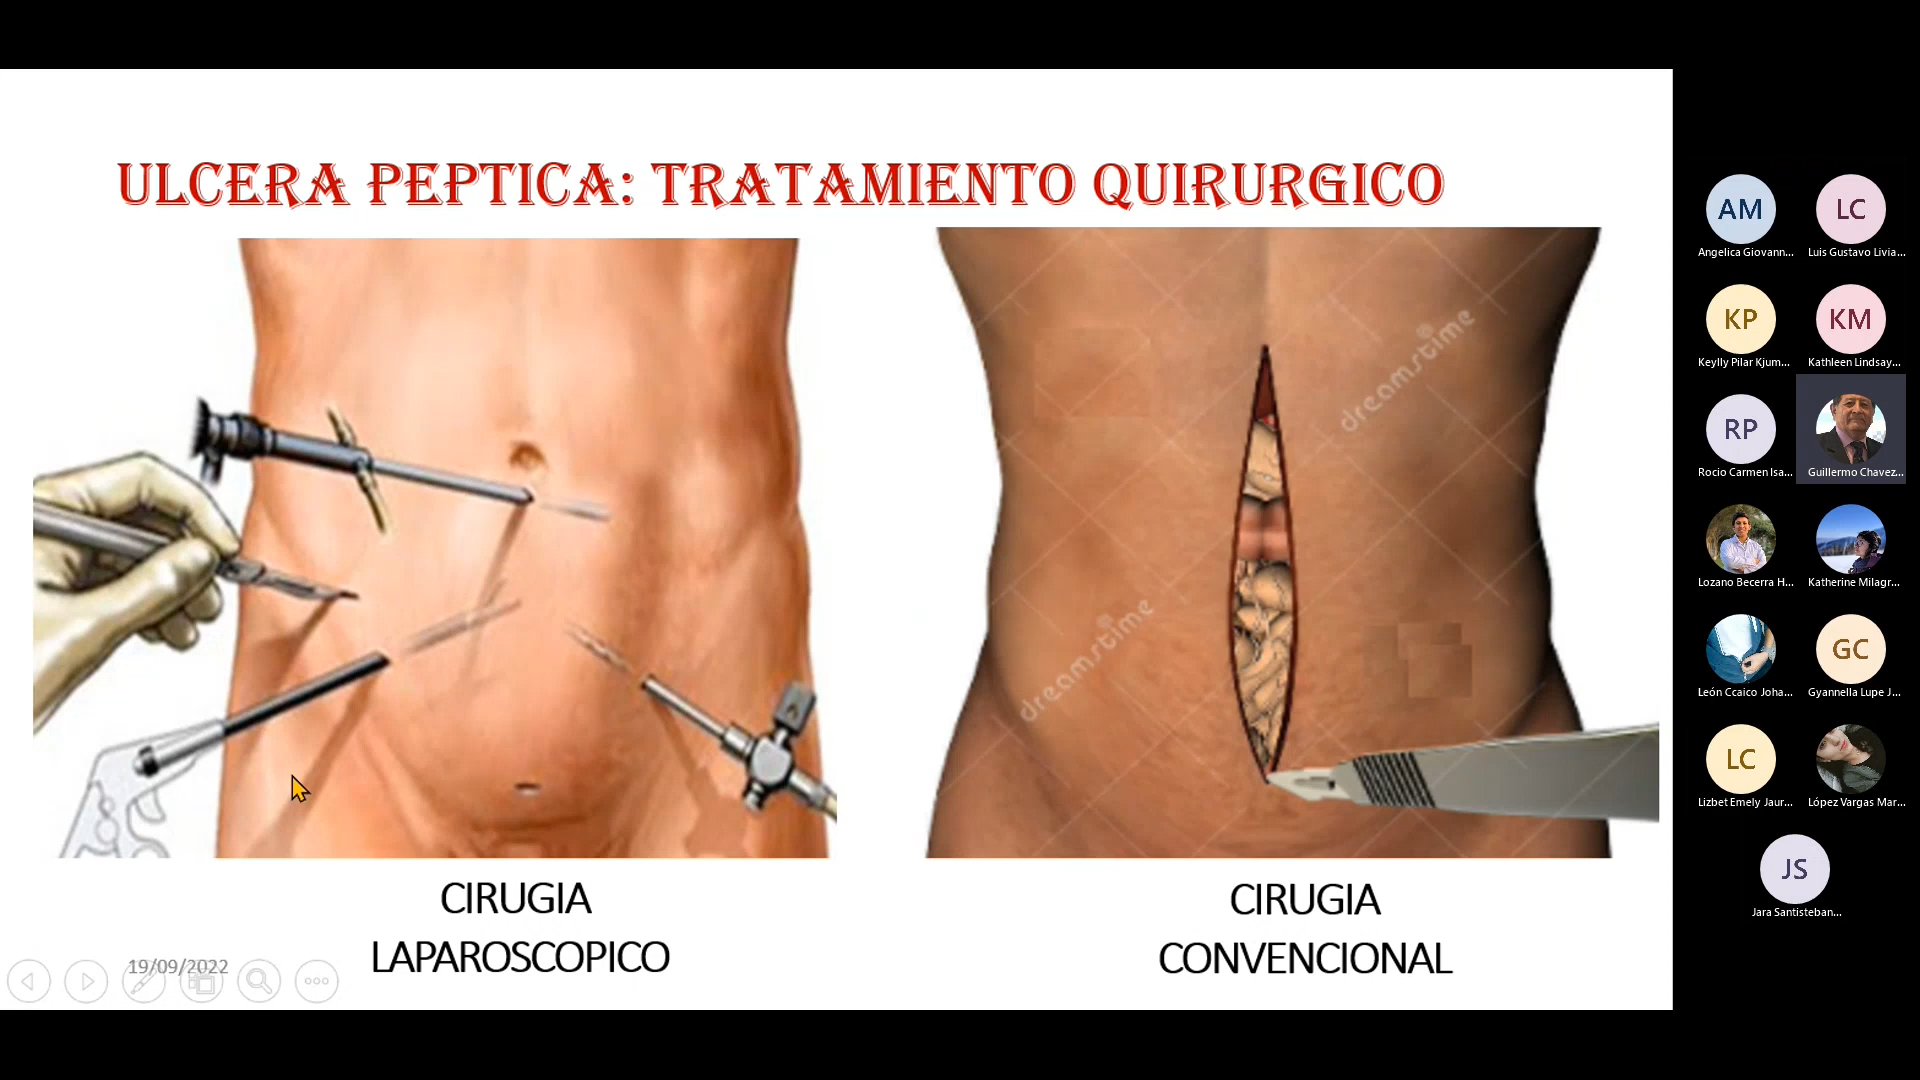 ULCERA PEPTICA: TRATAMIENTO QUIRURGICO
dreamstime
dreamstime
CIRUGIA
LAPAROSCOPICO
CIRUGIA
CONVENCIONAL
19/09/2022
AM
Angelica Giovann...
LC
Luis Gustavo Livia...
KP
Keylly Pilar Kjum...
KM
Kathleen Lindsay...
RP
Rocio Carmen Isa...
Guillermo Chavez...
Lozano Becerra H...
Katherine Milagr...
León Ccaico Joha...
GC
Gyannella Lupe J...
LC
Lizbet Emely Jaur...
López Vargas Mar...
JS
Jara Santisteban...